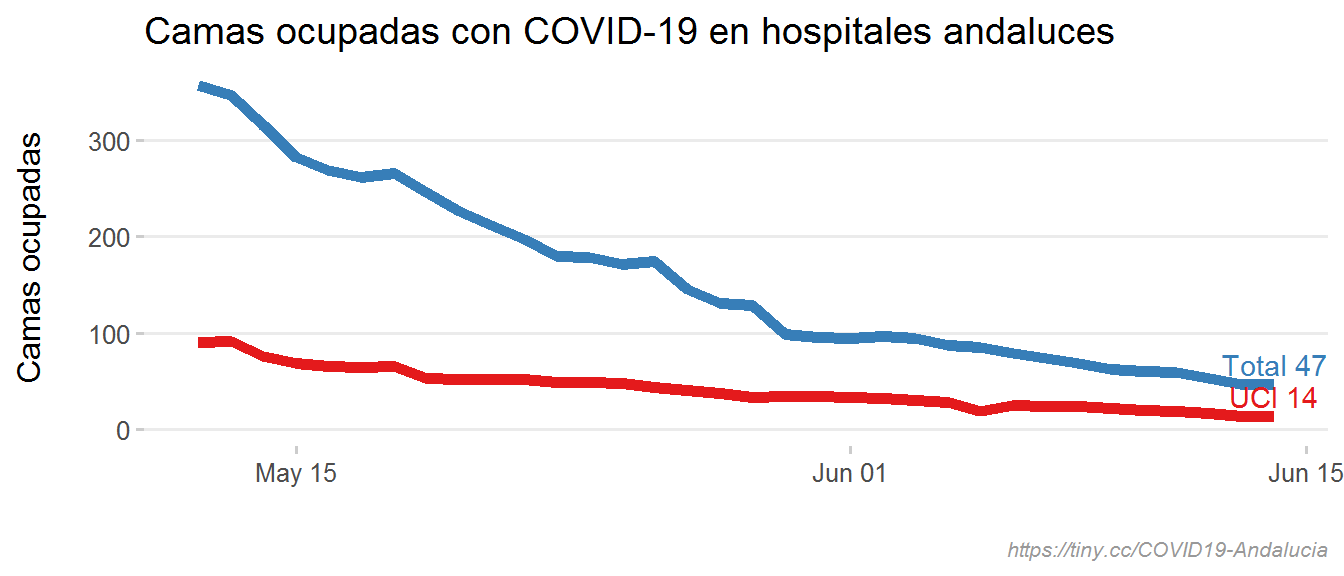 Camas ocupadas con COVID-19 en hospitales andaluces
Camas ocupadas
300
200
100
0
Total 47
UCI 14
May 15
Jun 01
Jun 15
https://tiny.cc/COVID19-Andalucia